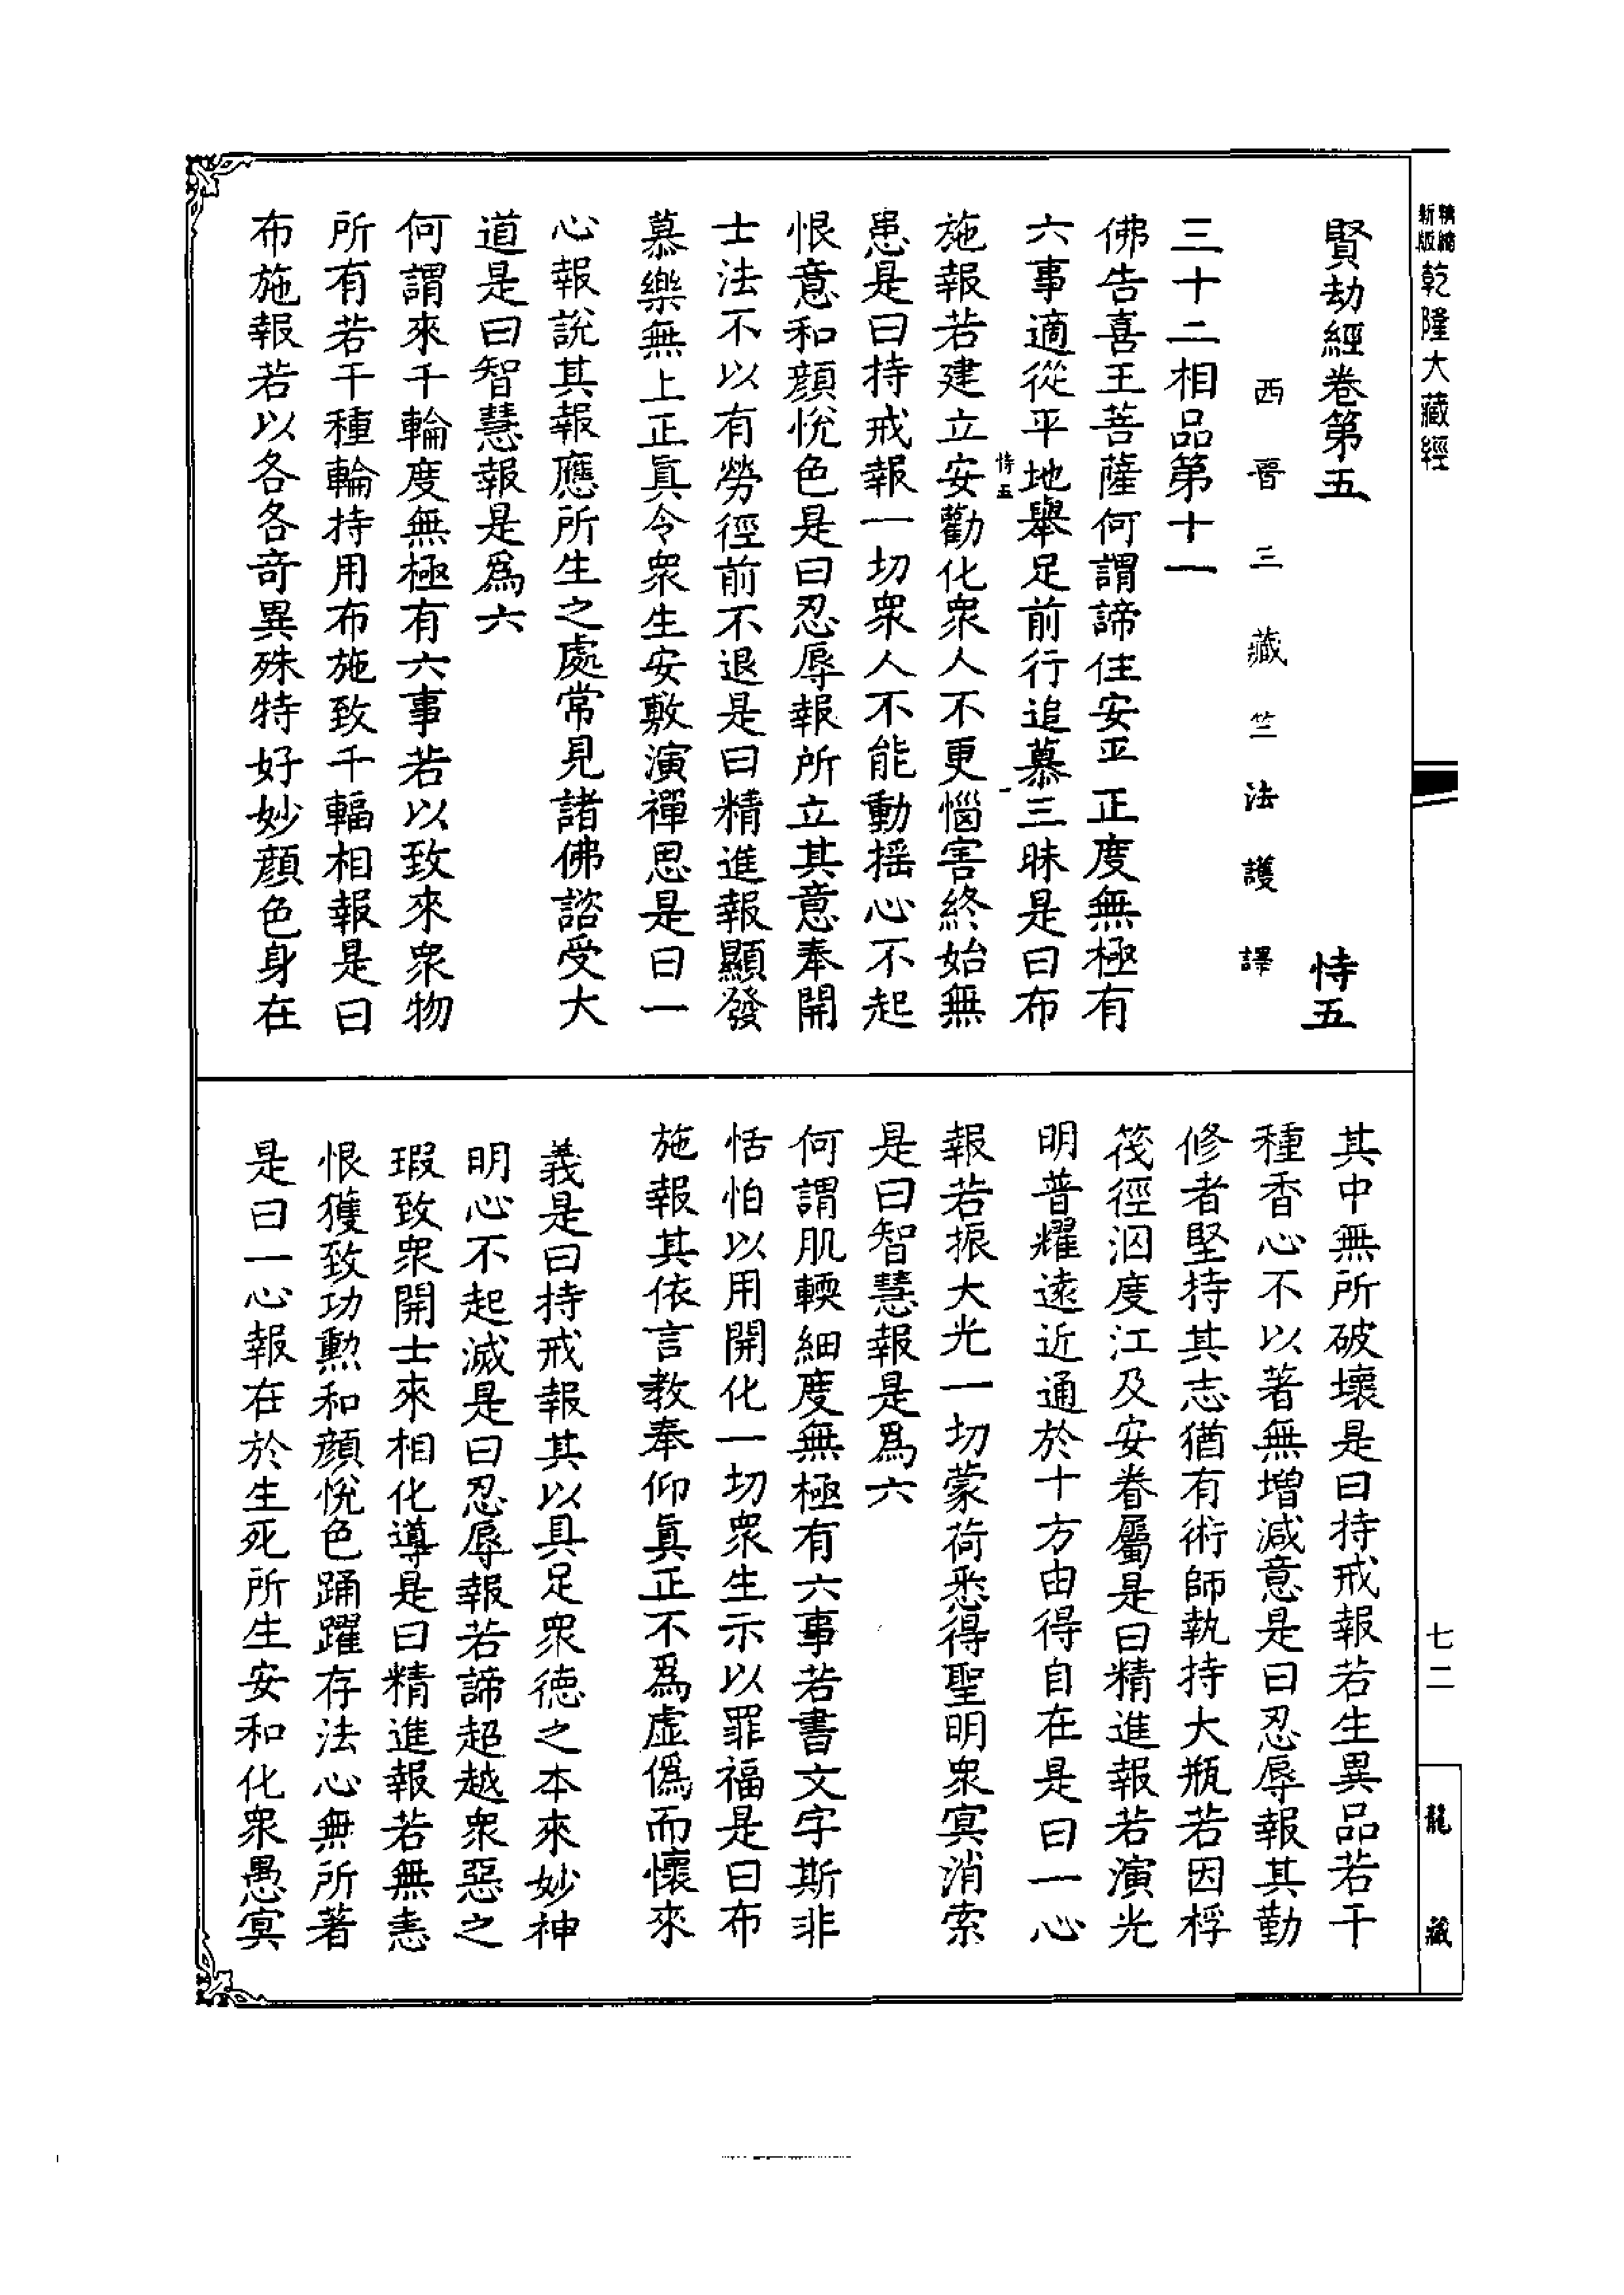 精縮
新版
乾隆大藏經
賢劫經卷第五 恃五
西晉三藏竺法護譯
三十二相品第十一
佛告喜王菩薩何謂諦住安平正度無極有
六事適從平地舉足前行追慕三昧是曰布
恃五 一
施報若建立安勸化衆人不更惱害終始無
患是曰持戒報一切衆人不能動搖心不起
恨意和顏悅色是曰忍辱報所立其意奉開
士法不以有勞徑前不退是曰精進報顯發
慕樂無上正眞令衆生安敷演禪思是曰一
心報說其報應所生之處常見諸佛諮受大
道是曰智慧報是爲六
何謂來千輪度無極有六事若以致來衆物
所有若干種輪持用布施致千輻相報是曰
布施報若以各各奇異殊特好妙顏色身在
其中無所破壞是曰持戒報若生異品若干
種香心不以著無增減意是曰忍辱報其勤
修者堅持其志猶有術師執持大瓶若因桴
筏徑泅度江及安眷屬是曰精進報若演光
明普耀遠近通於十方由得自在是曰一心
報若振大光一切蒙荷悉得聖明衆冥消索
是曰智慧報是爲六
何謂肌輭細度無極有六事若書文字斯非
恬怕以用開化一切衆生示以罪福是曰布
施報其依言教奉仰眞正不爲虛僞而懷來
義是曰持戒報其以具足衆德之本來妙神
明心不起滅是曰忍辱報若諦超越衆惡之
瑕致衆開士來相化導是曰精進報若無恚
恨獲致功勲和顏悅色踊躍存法心無所著
是曰一心報在於生死所生安和化衆愚冥
七二
龍藏